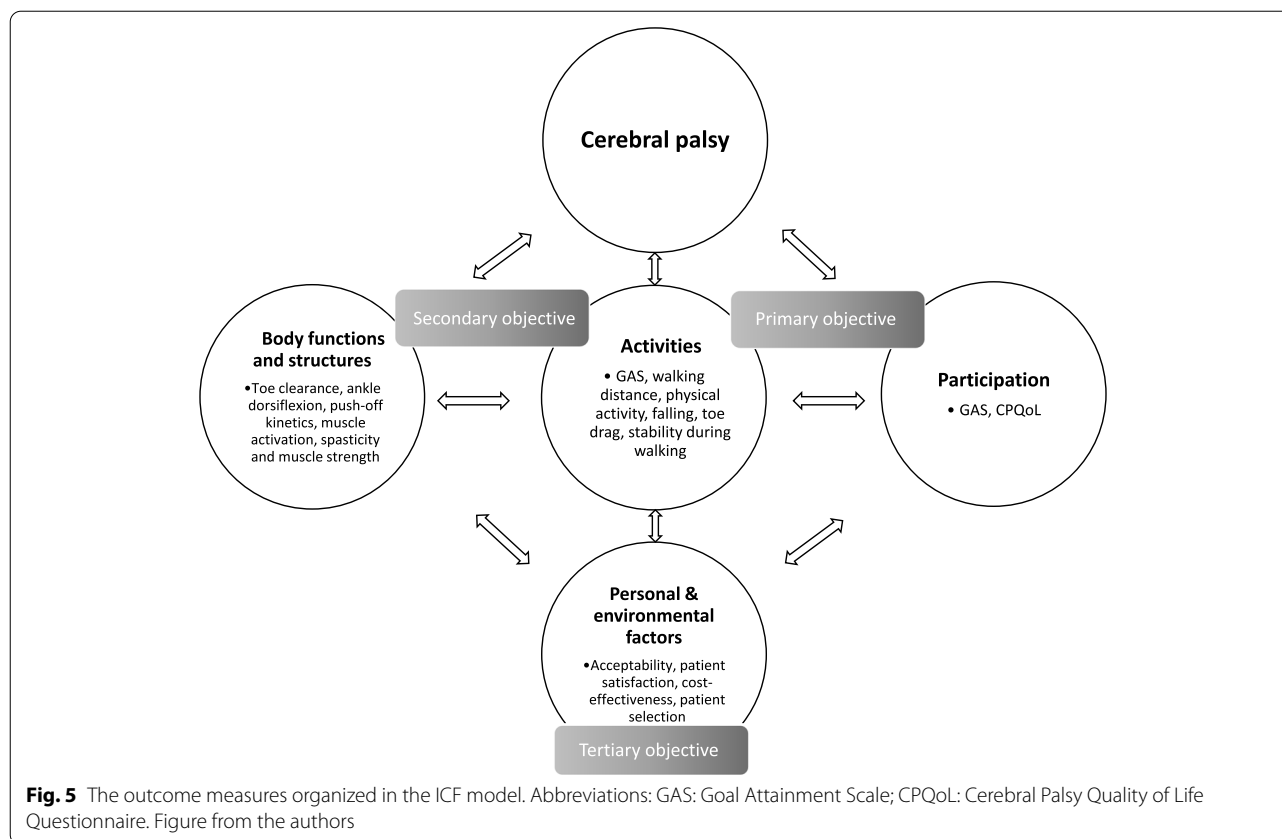 Cerebral palsy
Secondary objective
Primary objective
Body functions
and structures
•Toe clearance, ankle
dorsiflexion, push-off
kinetics, muscle
activation, spasticity
and muscle strength
Activities
• GAS, walking
distance, physical
activity, falling, toe
drag, stability during
walking
Participation
• GAS, CPQoL
Personal &
environmental
factors
•Acceptability, patient
satisfaction, cost-
effectiveness, patient
selection
Tertiary objective
Fig. 5 The outcome measures organized in the ICF model. Abbreviations: GAS: Goal Attainment Scale; CPQoL: Cerebral Palsy Quality of Life
Questionnaire. Figure from the authors